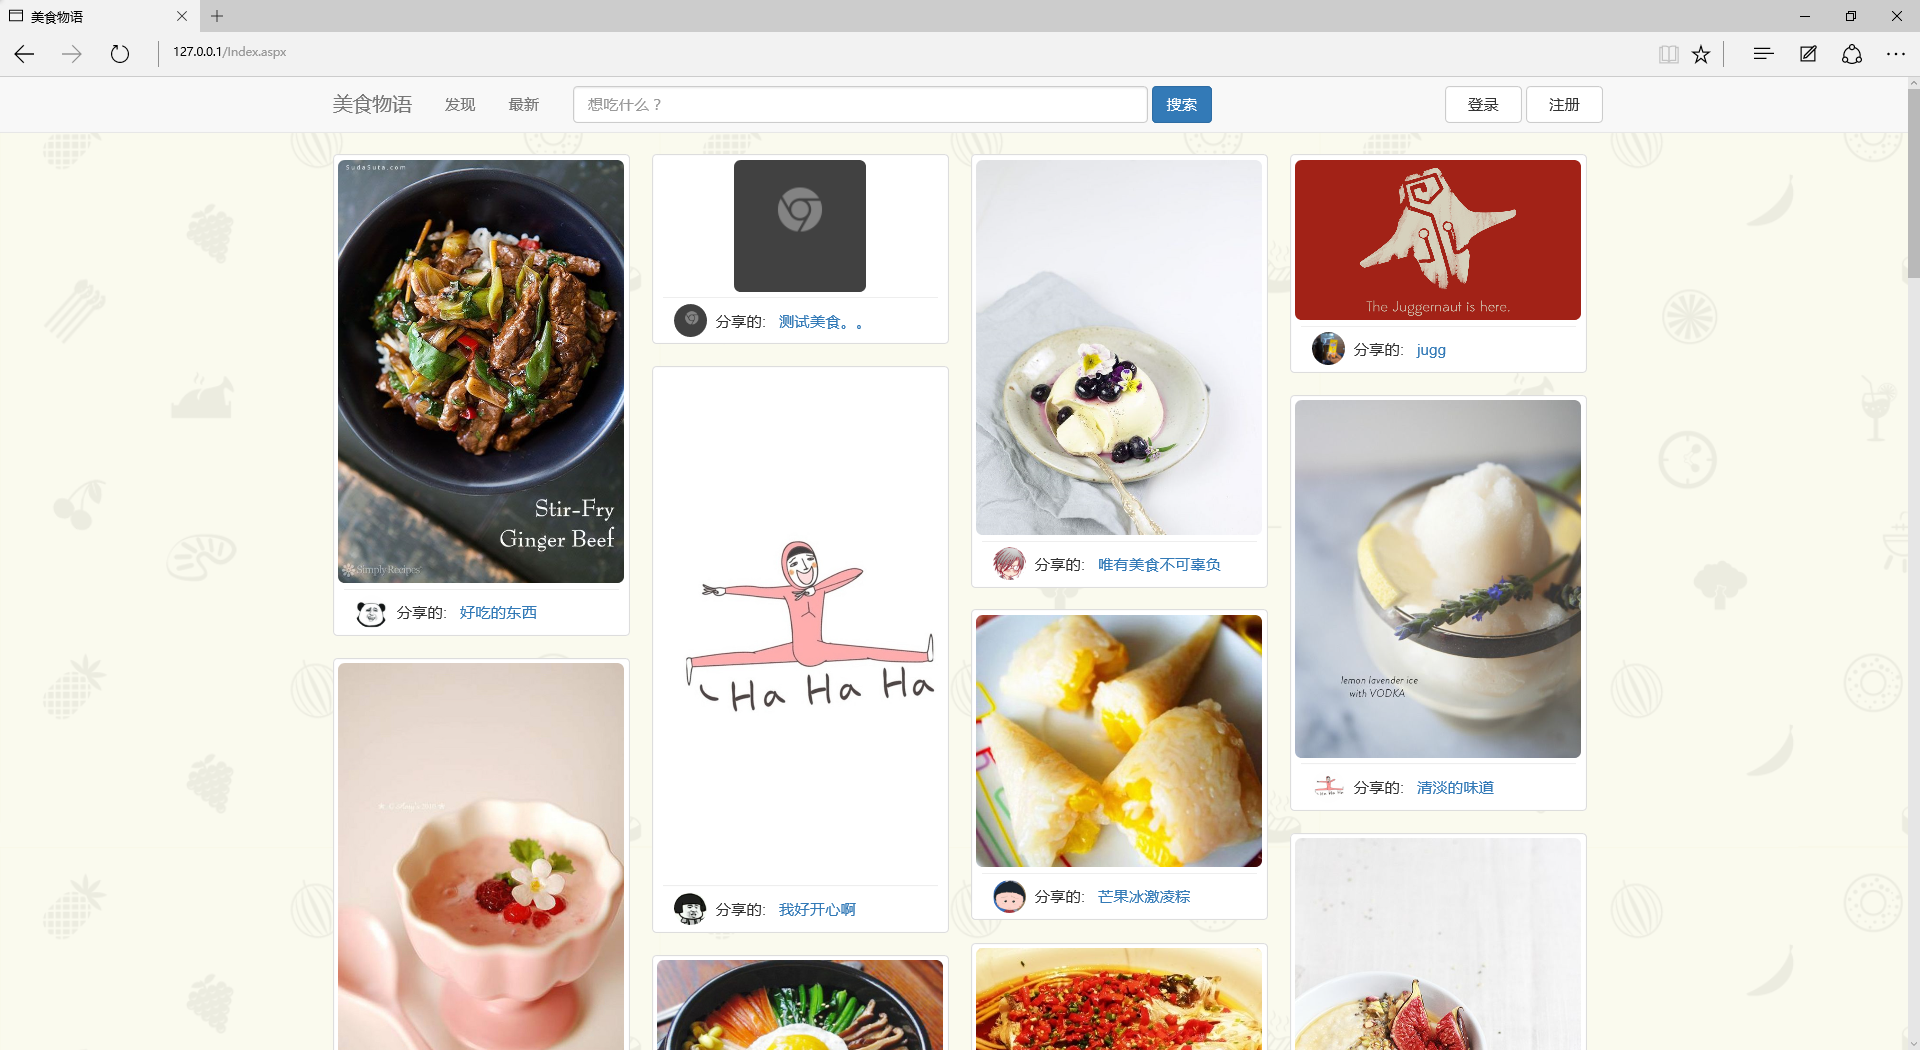 美食物语
127.0.0.1/Index.aspx
美食物语 发现 最新 想吃什么？ 搜索 登录 注册
SudaSuta.com
Stir-Fry
Ginger Beef
SimplyRecipes
分享的: 好吃的东西
分享的: 测试美食。。
Ha Ha Ha
分享的: 我好开心啊
分享的: 唯有美食不可辜负
分享的: 芒果冰激凌粽
The Juggernaut is here.
分享的: jugg
lemon lavender ice
with VODKA
分享的: 清淡的味道